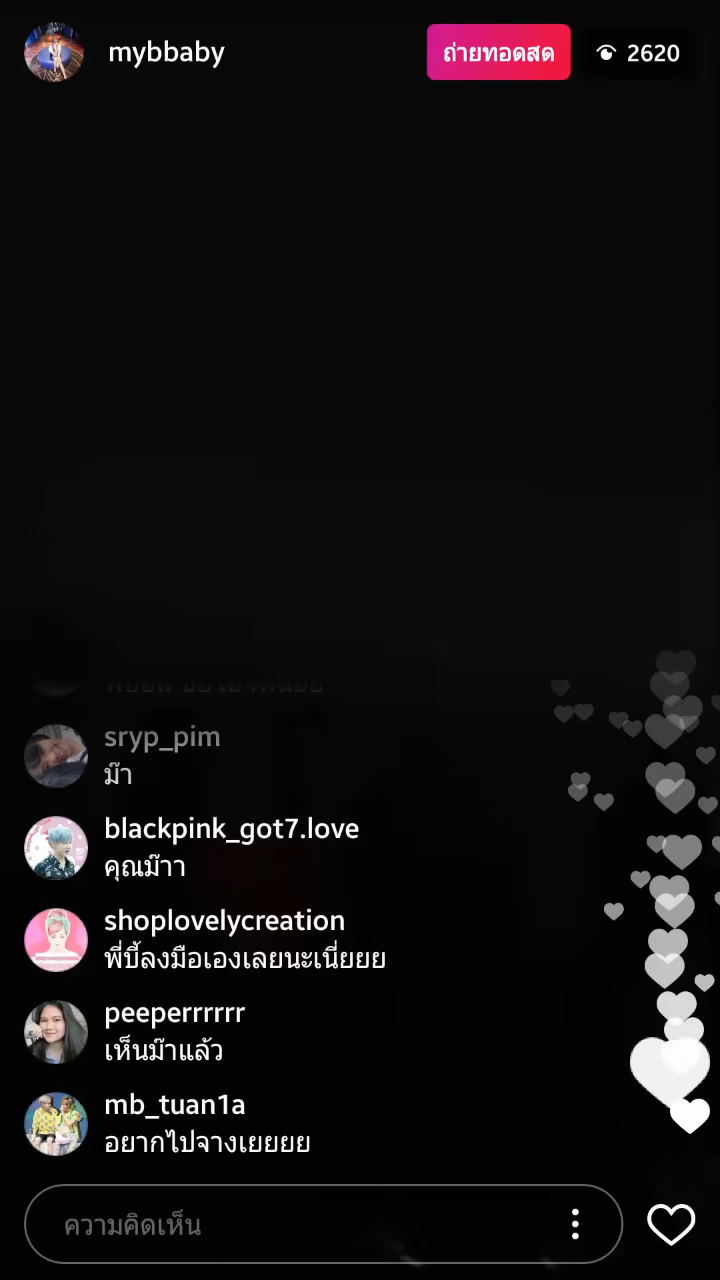 mybbaby
ถ่ายทอดสด
2620
sryp_pim
ม๊า
blackpink_got7.love
คุณม๊าา
shoplovelycreation
พี่บี้ลงมือเองเลยนะเนี่ยยย
peeperrrrrr
เห็นม๊าแล้ว
mb_tuan1a
อยากไปจางเยยยย
ความคิดเห็น